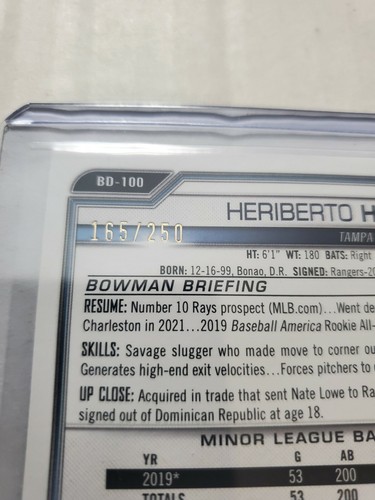 BD-100
HERIBERTO H
165/250
TAMPA
HT: 6'1" WT: 180 BATS: Right
BORN: 12-16-99, Bonao, D.R. SIGNED: Rangers-20
BOWMAN BRIEFING
RESUME: Number 10 Rays prospect (MLB.com)...Went de
Charleston in 2021...2019 Baseball America Rookie All-
SKILLS: Savage slugger who made move to corner ou
Generates high-end exit velocities...Forces pitchers to
UP CLOSE: Acquired in trade that sent Nate Lowe to Ra
signed out of Dominican Republic at age 18.
MINOR LEAGUE BA
YR G AB
2019* 53 200
TOTALS 53 200